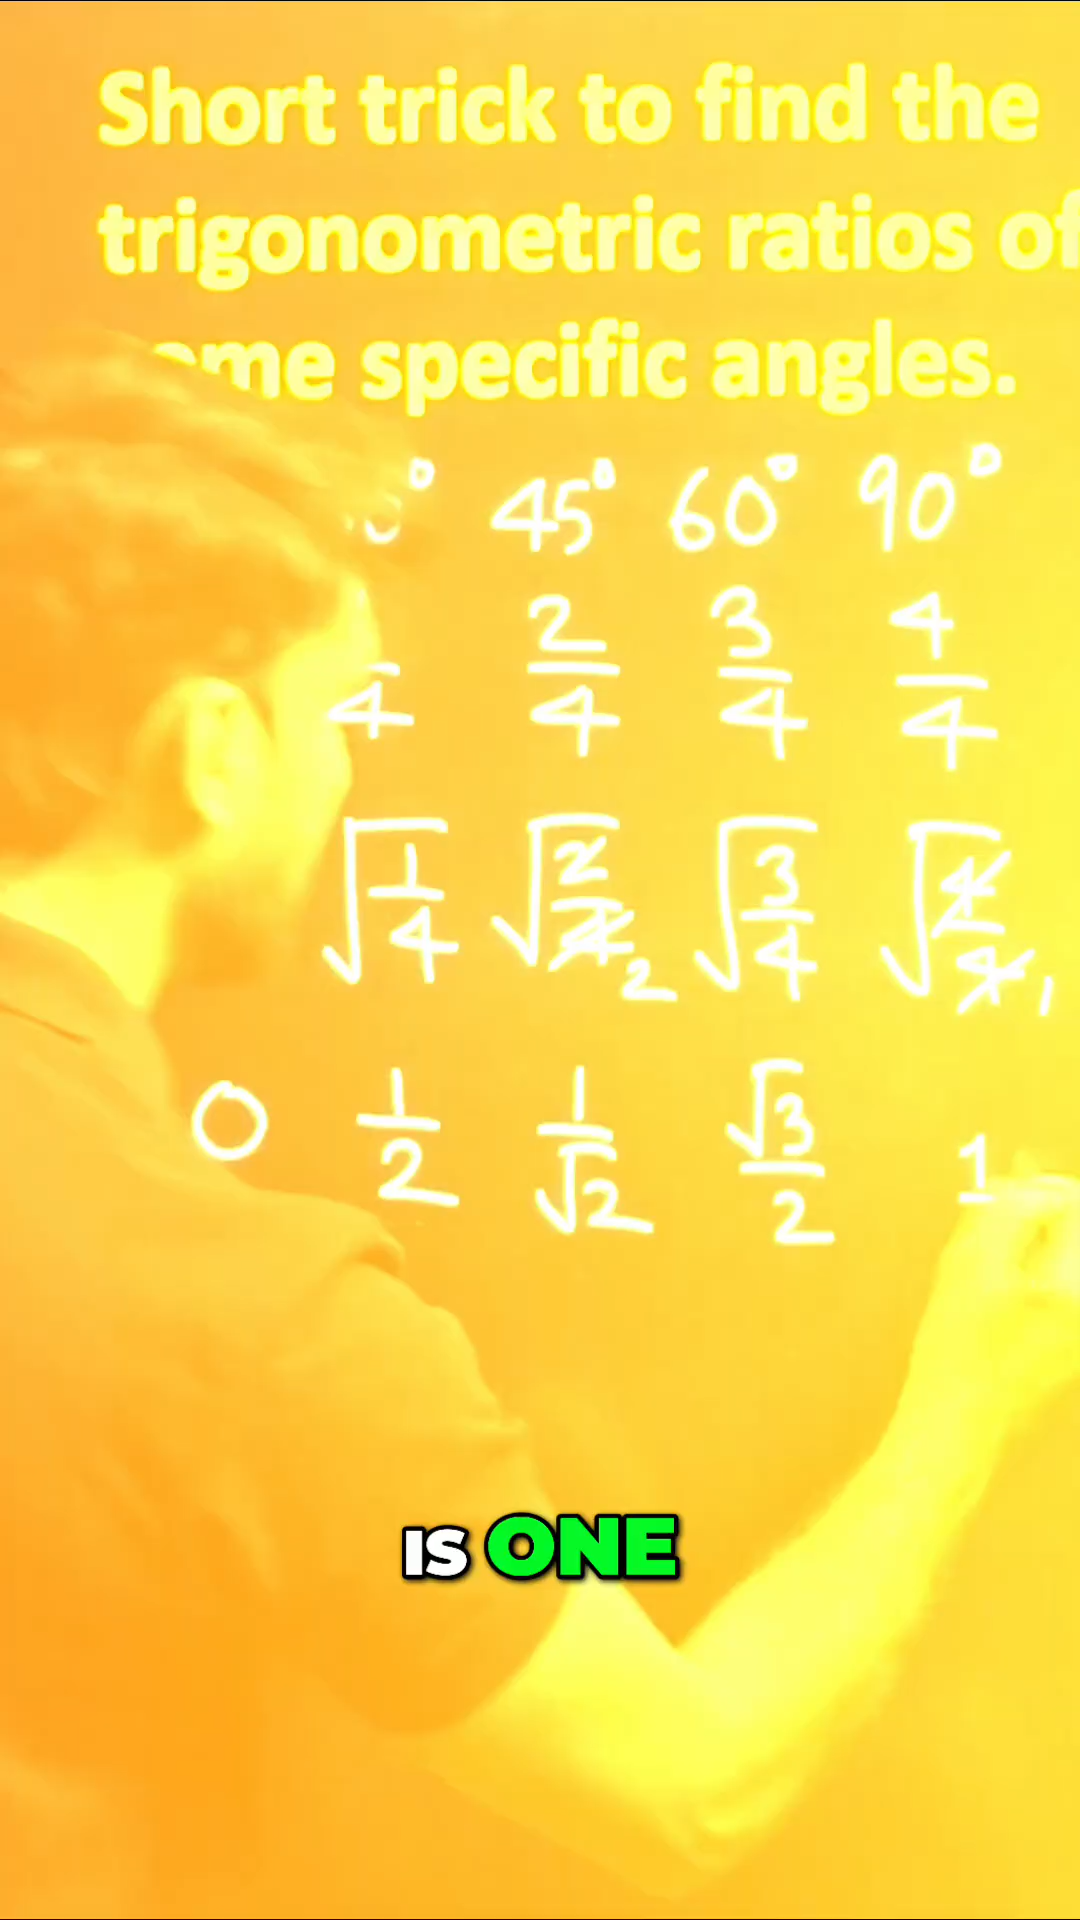 Short trick to find the
trigonometric ratios of
specific angles.
45° 60° 90°
4 2/4 3/4 4/4
√1/4 √2/4 2 √3/4 √4/4 1
0 1/2 1/√2 √3/2 1
IS ONE